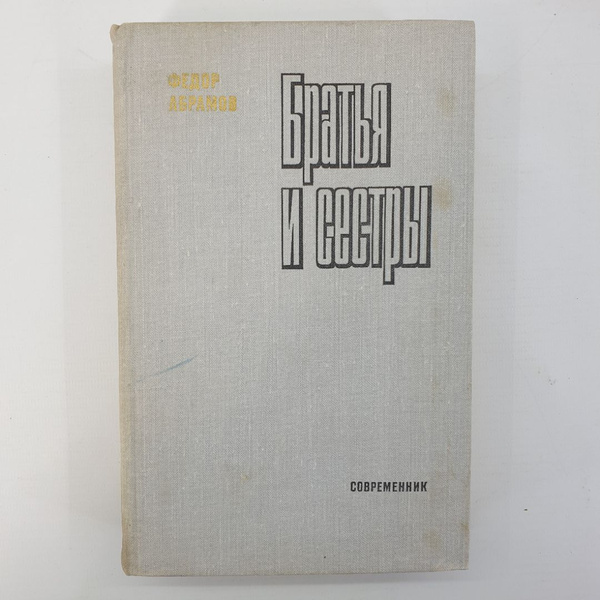 ФЕДОР
АБРАМОВ
Братья
и сестры
СОВРЕМЕННИК